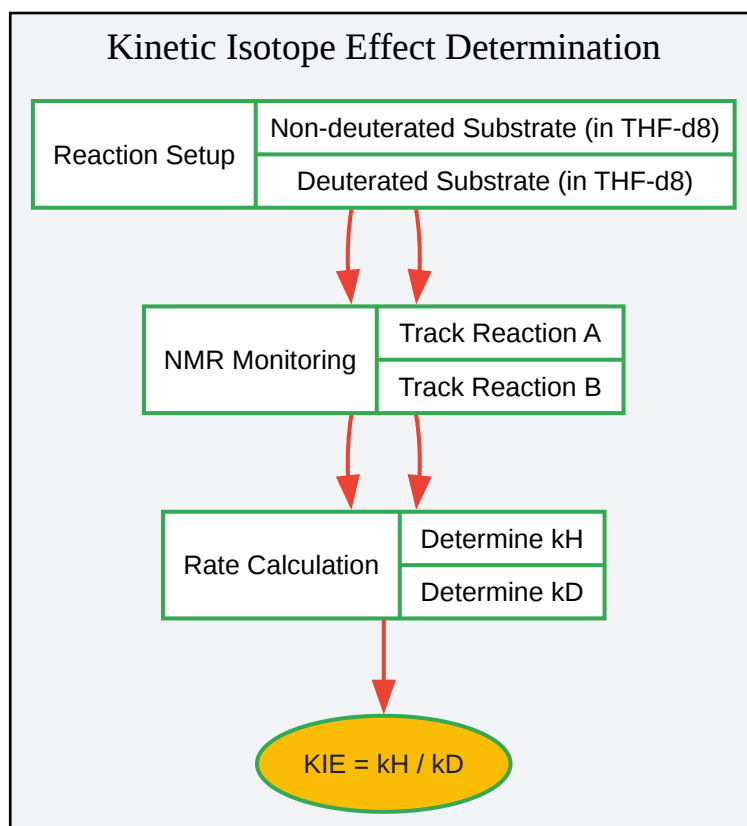 Kinetic Isotope Effect Determination
Reaction Setup
Non-deuterated Substrate (in THF-d8)
Deuterated Substrate (in THF-d8)
NMR Monitoring
Track Reaction A
Track Reaction B
Rate Calculation
Determine kH
Determine kD
KIE = kH / kD